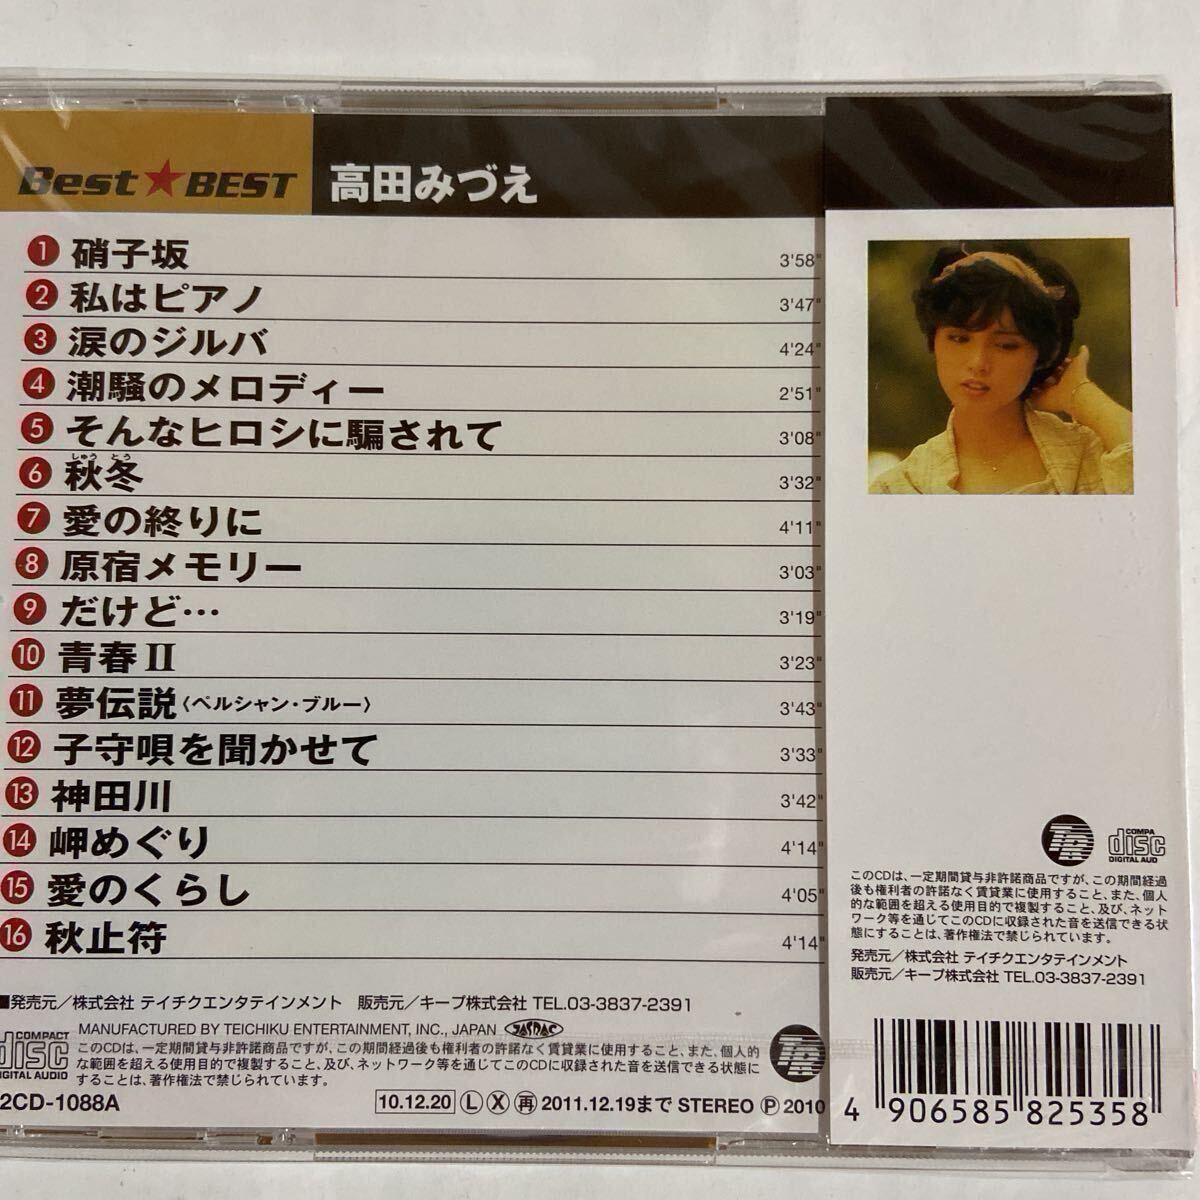 Best★BEST 高田みづえ
1 硝子坂 3'58"
2 私はピアノ 3'47"
3 涙のジルバ 4'24"
4 潮騒のメロディー 2'51"
5 そんなヒロシに騙されて 3'08"
しゅう とう
6 秋冬 3'32"
7 愛の終りに 4'11"
8 原宿メモリー 3'03"
9 だけど… 3'19"
10 青春Ⅱ 3'23"
11 夢伝説〈ペルシャン・ブルー〉 3'43"
12 子守唄を聞かせて 3'33"
13 神田川 3'42"
14 岬めぐり 4'14"
15 愛のくらし 4'05"
16 秋止符 4'14"
■発売元／株式会社 テイチクエンタテインメント 販売元／キープ株式会社 TEL.03-3837-2391
COMPACT disc DIGITAL AUDIO
MANUFACTURED BY TEICHIKU ENTERTAINMENT, INC., JAPAN JASRAC
このCDは、一定期間貸与非許諾商品ですが、この期間経過後も権利者の許諾なく賃貸業に使用すること、また、個人的
な範囲を超える使用目的で複製すること、及び、ネットワーク等を通じてこのCDに収録された音を送信できる状態に
することは、著作権法で禁じられています。
2CD-1088A
10.12.20 Ⓛ Ⓧ 再 2011.12.19まで STEREO Ⓟ 2010
COMPA
disc
DIGITAL AUD
このCDは、一定期間貸与非許諾商品ですが、この期間経過
後も権利者の許諾なく賃貸業に使用すること、また、個人
的な範囲を超える使用目的で複製すること、及び、ネット
ワーク等を通じてこのCDに収録された音を送信できる状
態にすることは、著作権法で禁じられています。
発売元／株式会社 テイチクエンタテインメント
販売元／キープ株式会社 TEL.03-3837-2391
4 906585 825358